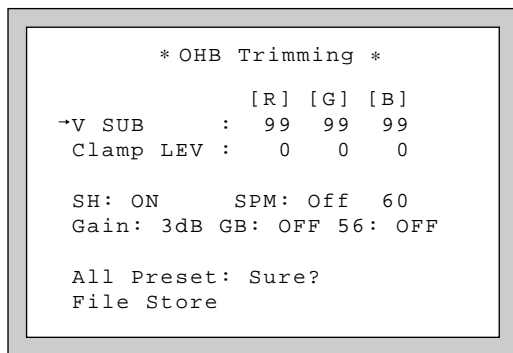 * OHB Trimming *
[R] [G] [B]
→V SUB : 99 99 99
Clamp LEV : 0 0 0
SH: ON SPM: Off 60
Gain: 3dB GB: OFF 56: OFF
All Preset: Sure?
File Store